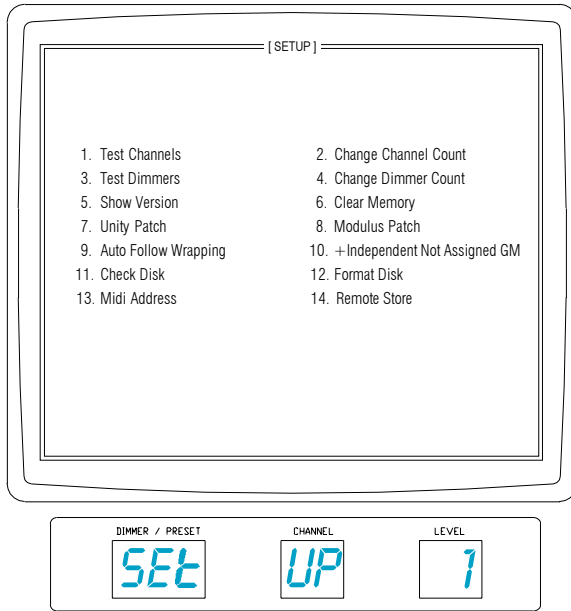 [ SETUP ]
1. Test Channels 2. Change Channel Count
3. Test Dimmers 4. Change Dimmer Count
5. Show Version 6. Clear Memory
7. Unity Patch 8. Modulus Patch
9. Auto Follow Wrapping 10. +Independent Not Assigned GM
11. Check Disk 12. Format Disk
13. Midi Address 14. Remote Store
DIMMER / PRESET CHANNEL LEVEL
SEt UP 1